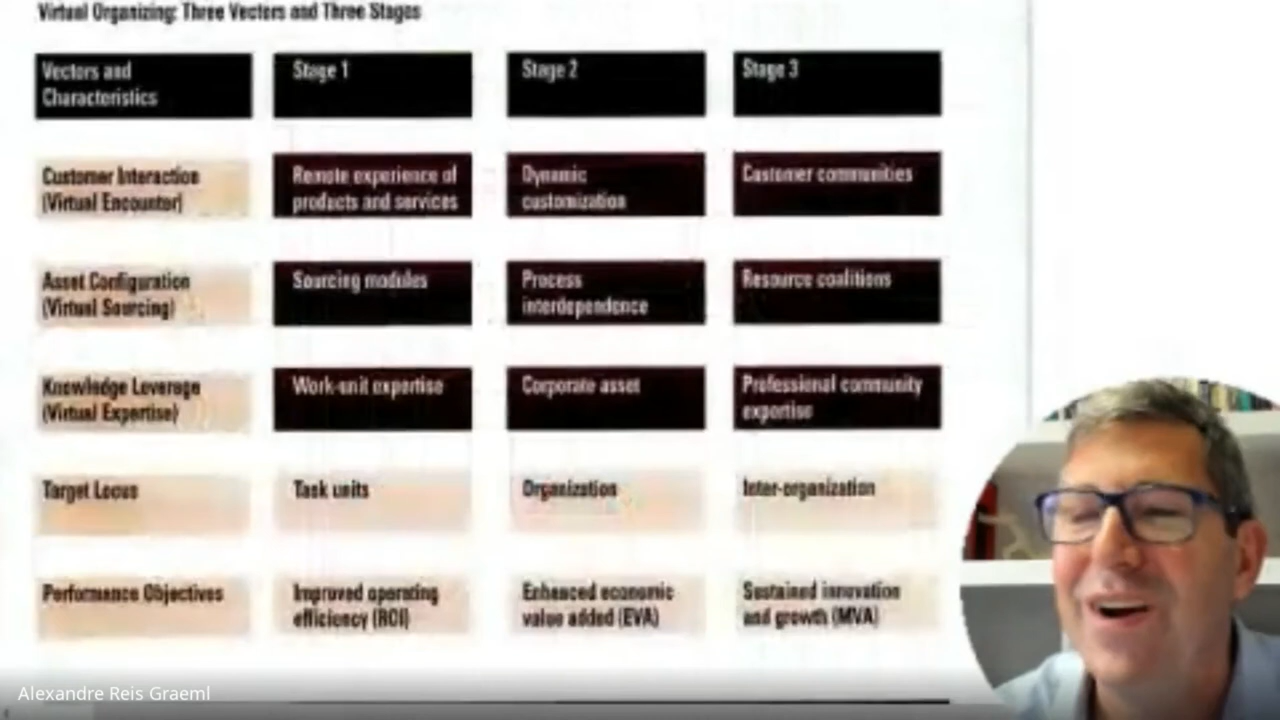 Virtual Organizing: Three Vectors and Three Stages
Vectors and
Characteristics
Stage 1
Stage 2
Stage 3
Customer Interaction
(Virtual Encounter)
Remote experience of
products and services
Dynamic
customization
Customer communities
Asset Configuration
(Virtual Sourcing)
Sourcing modules
Process
interdependence
Resource coalitions
Knowledge Leverage
(Virtual Expertise)
Work-unit expertise
Corporate asset
Professional community
expertise
Target Locus
Task units
Organization
Inter-organization
Performance Objectives
Improved operating
efficiency (ROI)
Enhanced economic
value added (EVA)
Sustained innovation
and growth (MVA)
Alexandre Reis Graeml